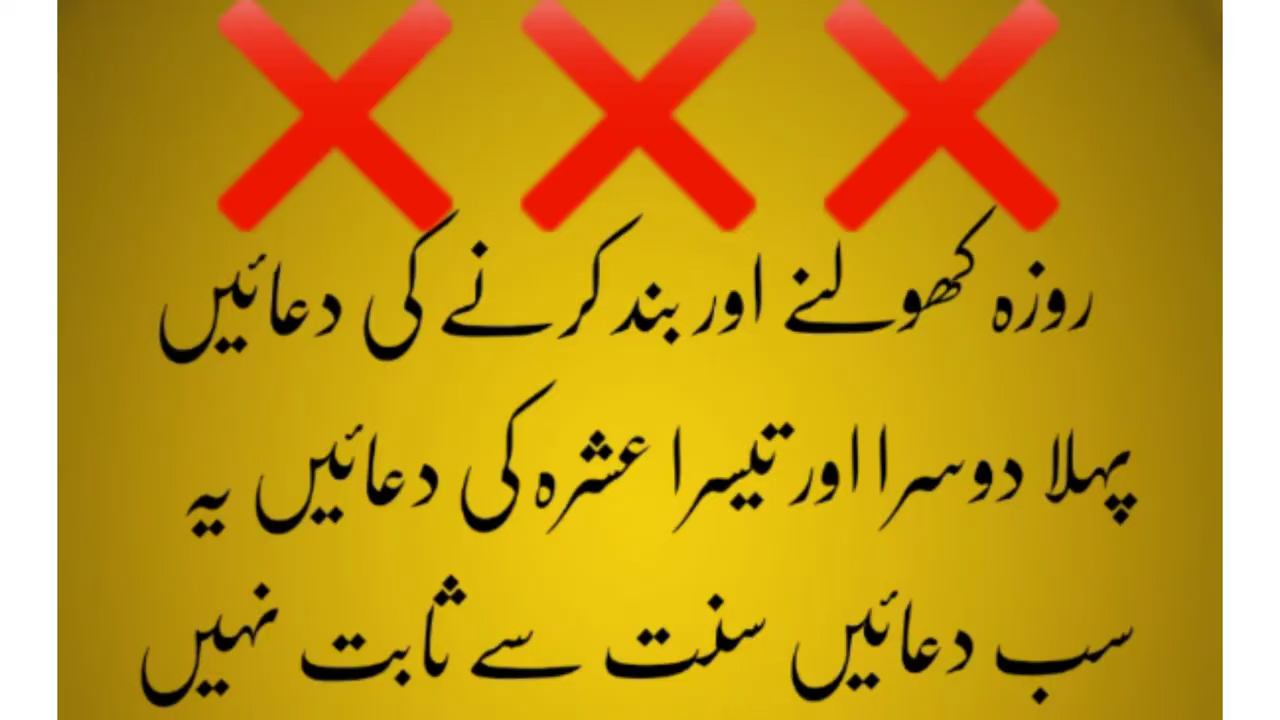 روزہ کھولنے اور بند کرنے کی دعائیں
پہلا دوسرا اور تیسرا عشرہ کی دعائیں یہ
سب دعائیں سنت سے ثابت نہیں